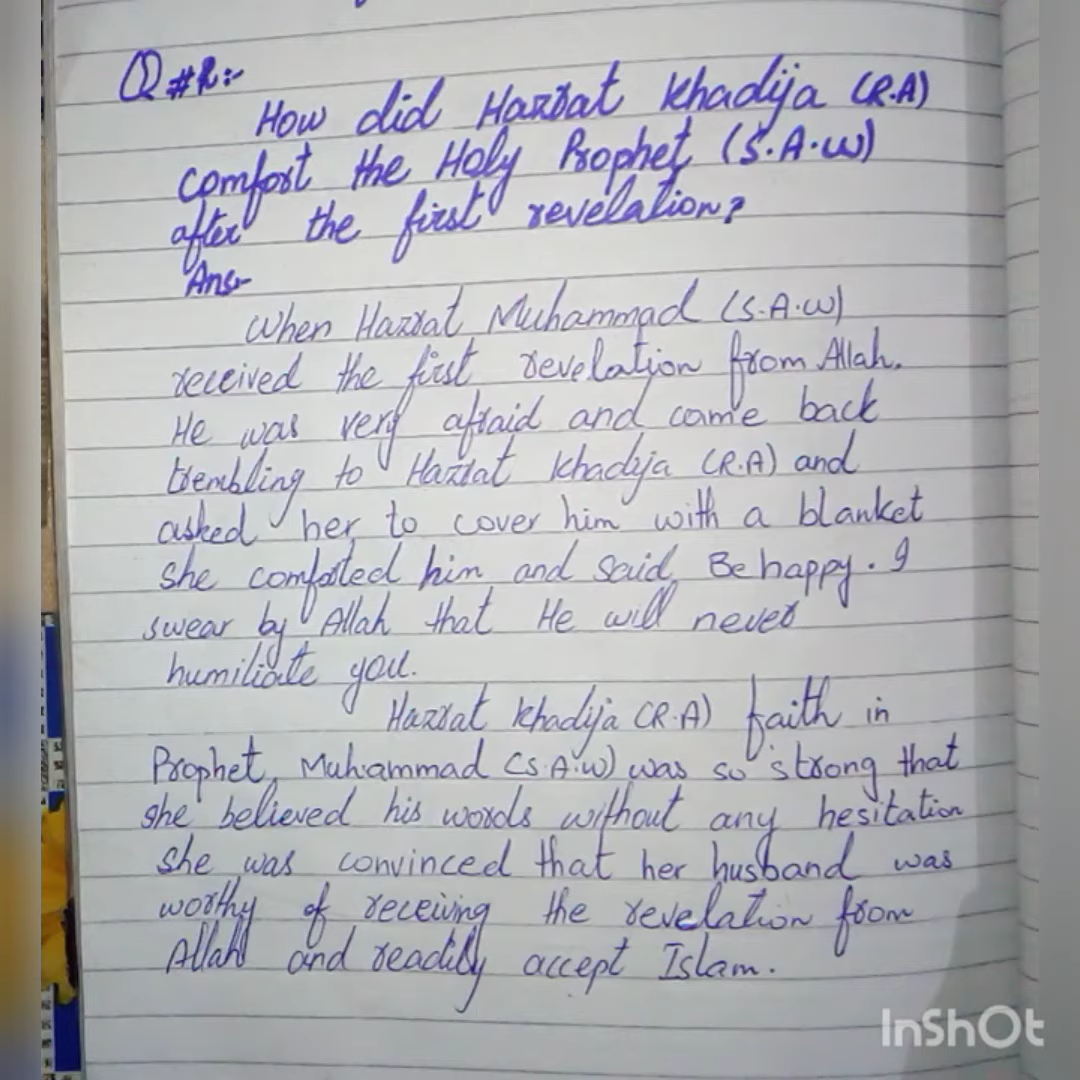 Q #2:-
How did Hazrat Khadija (R.A)
comfort the Holy Prophet (S.A.W)
after the first revelation?
Ans:-
When Hazrat Muhammad (S.A.W)
received the first revelation from Allah.
He was very afraid and came back
trembling to Hazrat Khadija (R.A) and
asked her to cover him with a blanket
she comforted him and said, Be happy. I
swear by Allah that He will never
humiliate you.
Hazrat Khadija (R.A) faith in
Prophet Muhammad (S.A.W) was so strong that
she believed his words without any hesitation
she was convinced that her husband was
worthy of receiving the revelation from
Allah and readily accept Islam.
InShOt